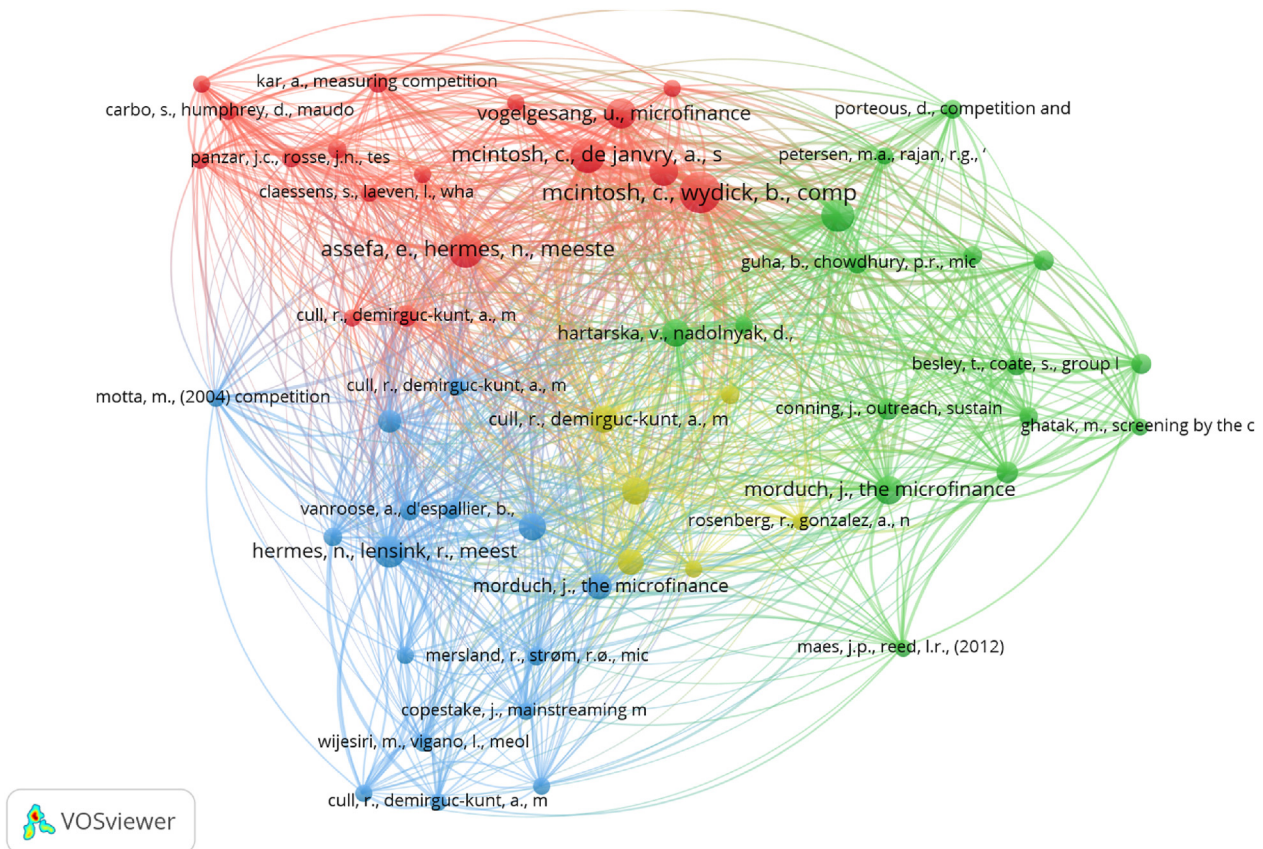 kar, a., measuring competition
carbo, s., humphrey, d., maudo
vogelgesang, u., microfinance
porteous, d., competition and
panzar, j.c., rosse, j.n., tes
mcintosh, c., de janvry, a., s
petersen, m.a., rajan, r.g., ‘
claessens, s., laeven, l., wha
mcintosh, c., wydick, b., comp
assefa, e., hermes, n., meeste
guha, b., chowdhury, p.r., mic
cull, r., demirguc-kunt, a., m
hartarska, v., nadolnyak, d.,
besley, t., coate, s., group l
motta, m., (2004) competition
cull, r., demirguc-kunt, a., m
cull, r., demirguc-kunt, a., m
conning, j., outreach, sustain
ghatak, m., screening by the c
morduch, j., the microfinance
vanroose, a., d'espallier, b.,
rosenberg, r., gonzalez, a., n
hermes, n., lensink, r., meest
morduch, j., the microfinance
mersland, r., strøm, r.ø., mic
maes, j.p., reed, l.r., (2012)
copestake, j., mainstreaming m
wijesiri, m., vigano, l., meol
cull, r., demirguc-kunt, a., m
VOSviewer